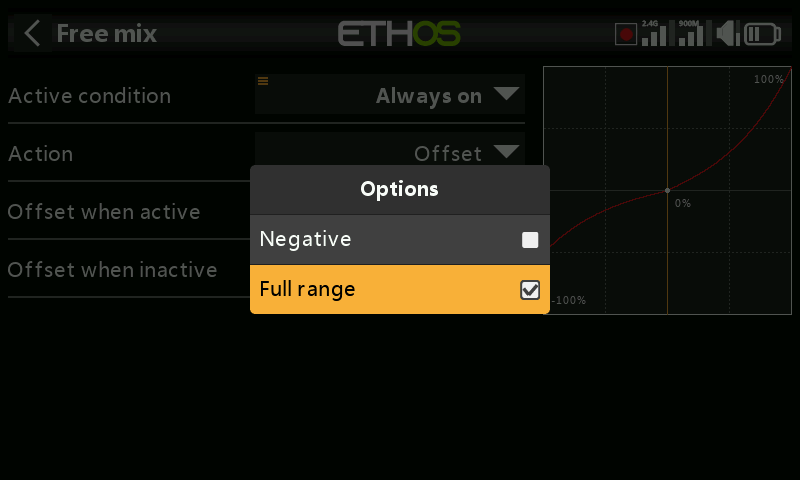 Free mix
ETHOS
2.4G
900M
Active condition
Always on
100%
Action
Offset
Options
Offset when active
0%
Negative
Offset when inactive
Full range
-100%